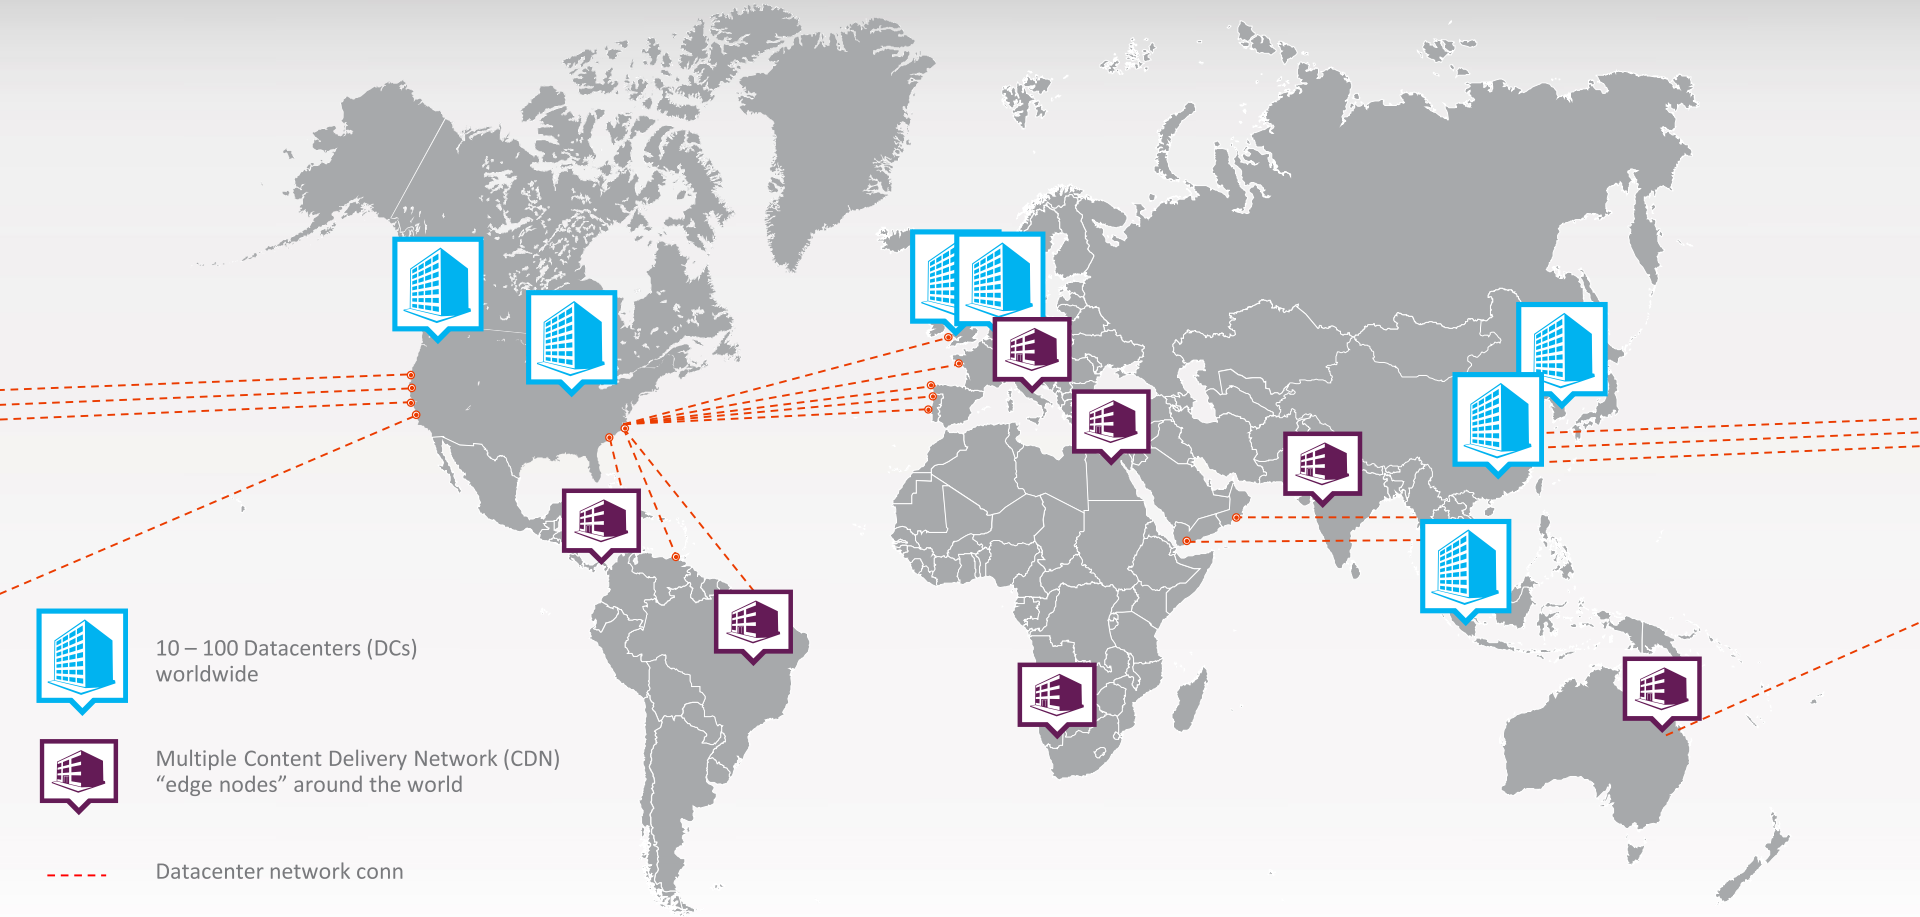 10 – 100 Datacenters (DCs)
worldwide
Multiple Content Delivery Network (CDN)
“edge nodes” around the world
Datacenter network conn